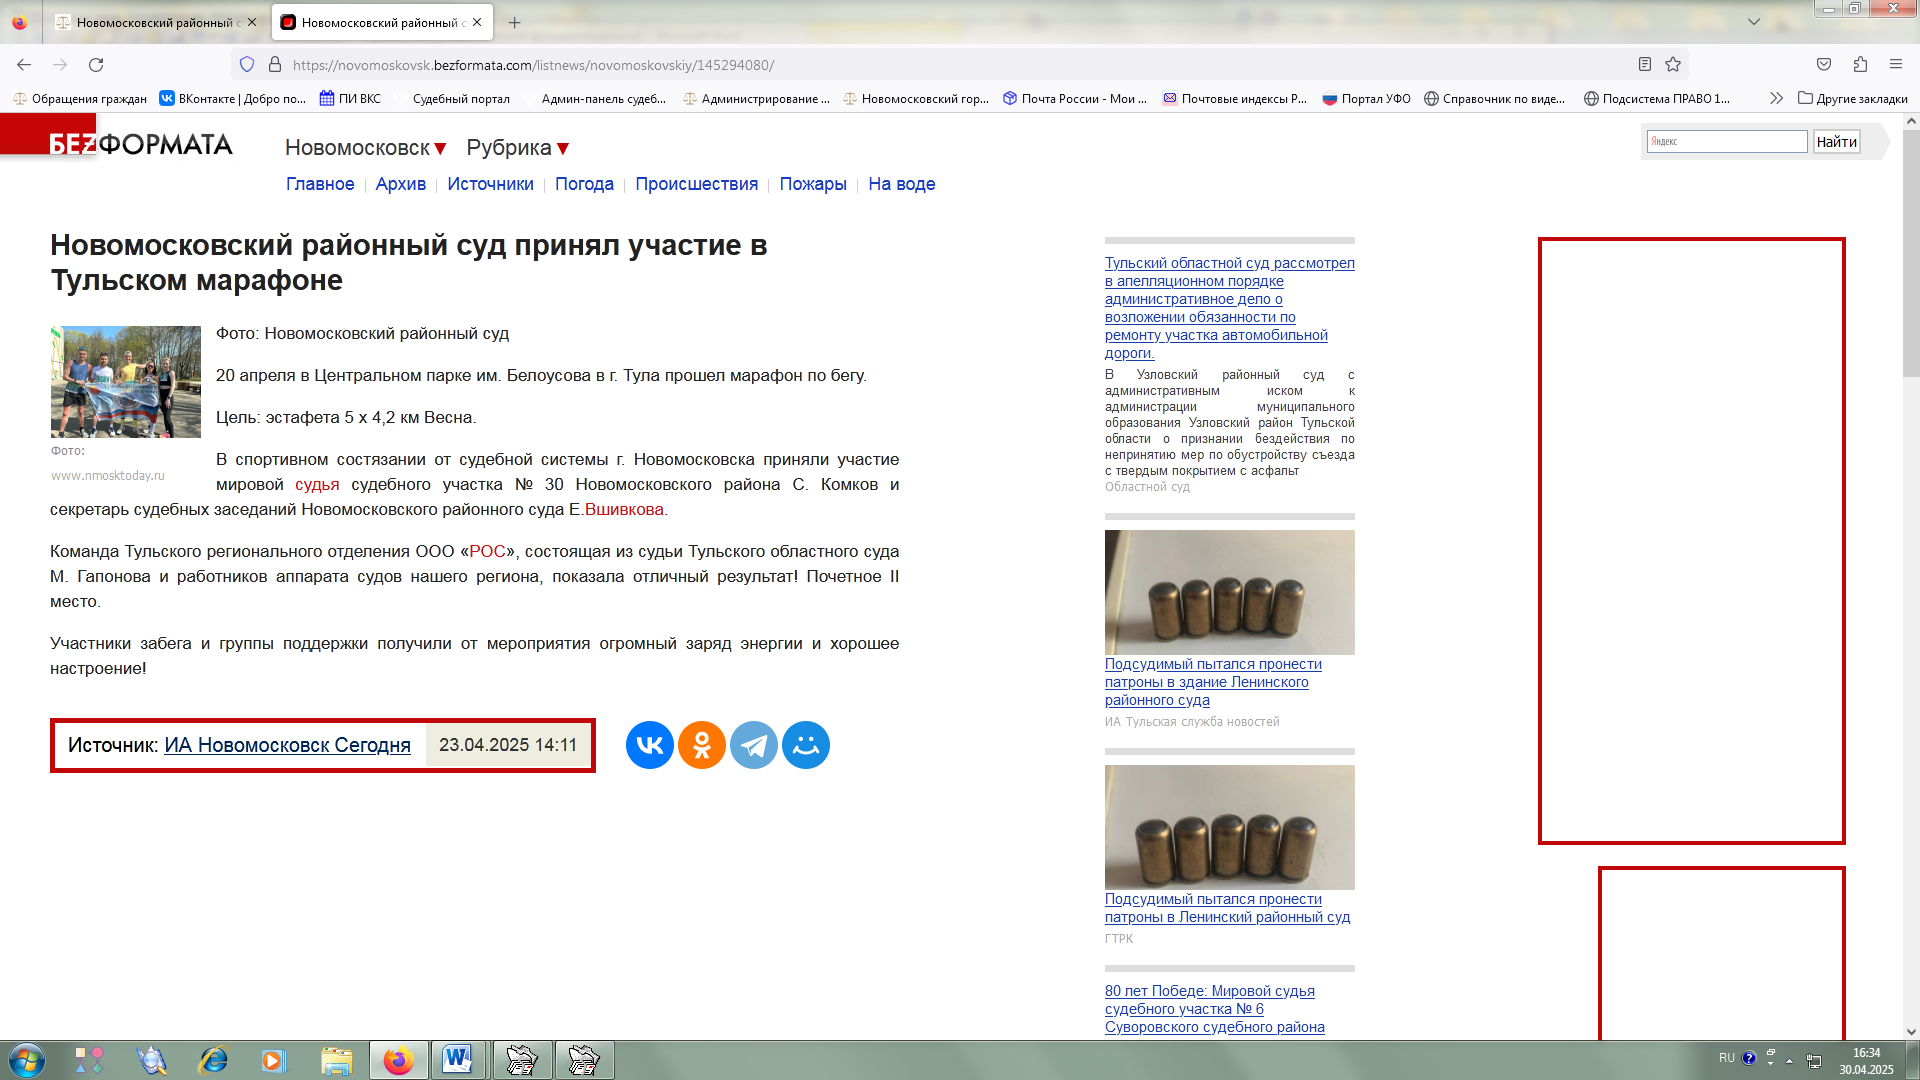 Новомосковский районный с
Новомосковский районный с
https://novomoskovsk.bezformata.com/listnews/novomoskovskiy/145294080/
Обращения граждан
ВКонтакте | Добро по...
ПИ ВКС
Судебный портал
Админ-панель судеб...
Администрирование ...
Новомосковский гор...
Почта России - Мои ...
Почтовые индексы Р...
Портал УФО
Справочник по виде...
Подсистема ПРАВО 1...
Другие закладки
БЕZФОРМАТА
Новомосковск▼ Рубрика▼
Яндекс
Найти
Главное | Архив | Источники | Погода | Происшествия | Пожары | На воде
Новомосковский районный суд принял участие в
Тульском марафоне
Фото: Новомосковский районный суд
20 апреля в Центральном парке им. Белоусова в г. Тула прошел марафон по бегу.
Цель: эстафета 5 х 4,2 км Весна.
Фото:
www.nmosktoday.ru
В спортивном состязании от судебной системы г. Новомосковска приняли участие
мировой судья судебного участка № 30 Новомосковского района С. Комков и
секретарь судебных заседаний Новомосковского районного суда Е.Вшивкова.
Команда Тульского регионального отделения ООО «РОС», состоящая из судьи Тульского областного суда
М. Гапонова и работников аппарата судов нашего региона, показала отличный результат! Почетное II
место.
Участники забега и группы поддержки получили от мероприятия огромный заряд энергии и хорошее
настроение!
Источник: ИА Новомосковск Сегодня
23.04.2025 14:11
Тульский областной суд рассмотрел
в апелляционном порядке
административное дело о
возложении обязанности по
ремонту участка автомобильной
дороги.
В Узловский районный суд с
административным иском к
администрации муниципального
образования Узловский район Тульской
области о признании бездействия по
непринятию мер по обустройству съезда
с твердым покрытием с асфальт
Областной суд
Подсудимый пытался пронести
патроны в здание Ленинского
районного суда
ИА Тульская служба новостей
Подсудимый пытался пронести
патроны в Ленинский районный суд
ГТРК
80 лет Победе: Мировой судья
судебного участка № 6
Суворовского судебного района
RU
16:34
30.04.2025